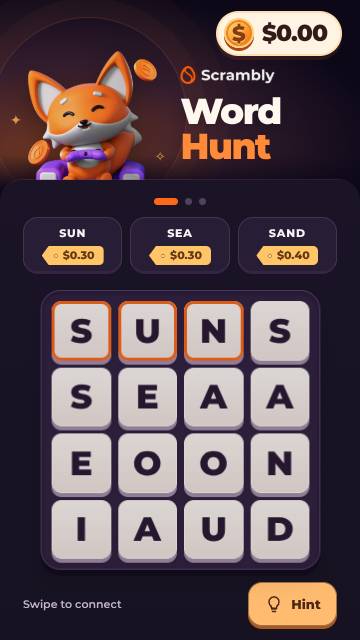 $0.00
Scrambly
Word
Hunt
SUN SEA SAND
$0.30 $0.30 $0.40
S U N S
S E A A
E O O N
I A U D
Swipe to connect Hint